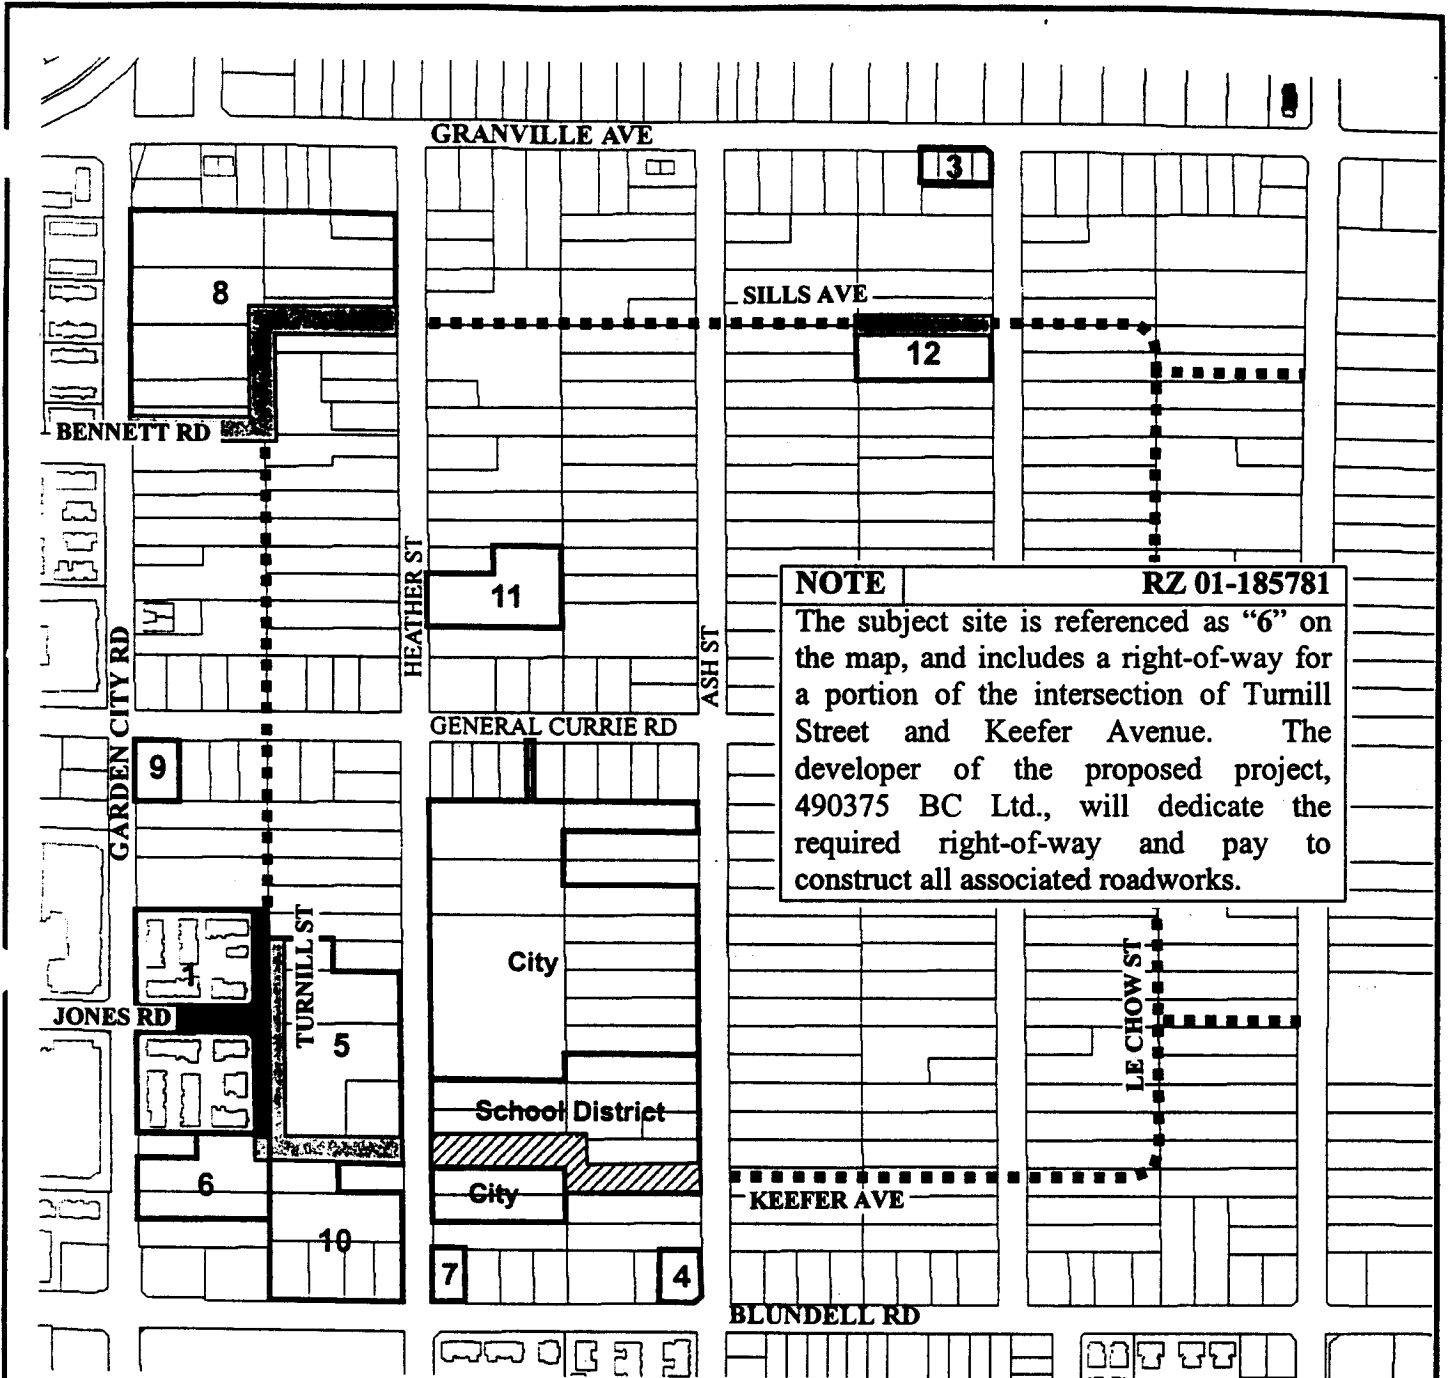 GRANVILLE AVE
3
8
SILLS AVE
12
BENNETT RD
HEATHER ST
11
NOTE RZ 01-185781
The subject site is referenced as “6” on
the map, and includes a right-of-way for
a portion of the intersection of Turnill
Street and Keefer Avenue. The
developer of the proposed project,
490375 BC Ltd., will dedicate the
required right-of-way and pay to
construct all associated roadworks.
ASH ST
GARDEN CITY RD
GENERAL CURRIE RD
9
City
TURNILL ST
1
JONES RD
5
LE CHOW ST
School District
6
City
KEEFER AVE
10
7
4
BLUNDELL RD